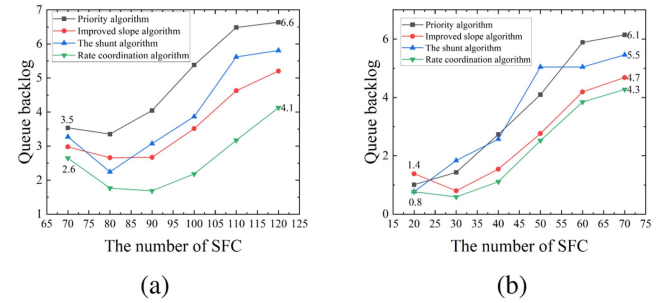 (a)
Queue backlog
7
6
5
4
3
2
1
Priority algorithm
Improved slope algorithm
The shunt algorithm
Rate coordination algorithm
3.5
2.6
6.6
4.1
65 70 75 80 85 90 95 100 105 110 115 120 125
The number of SFC
(a)
(b)
Queue backlog
6
4
2
0
Priority algorithm
Improved slope algorithm
The shunt algorithm
Rate coordination algorithm
1.4
0.8
6.1
5.5
4.7
4.3
15 20 25 30 35 40 45 50 55 60 65 70 75
The number of SFC
(b)